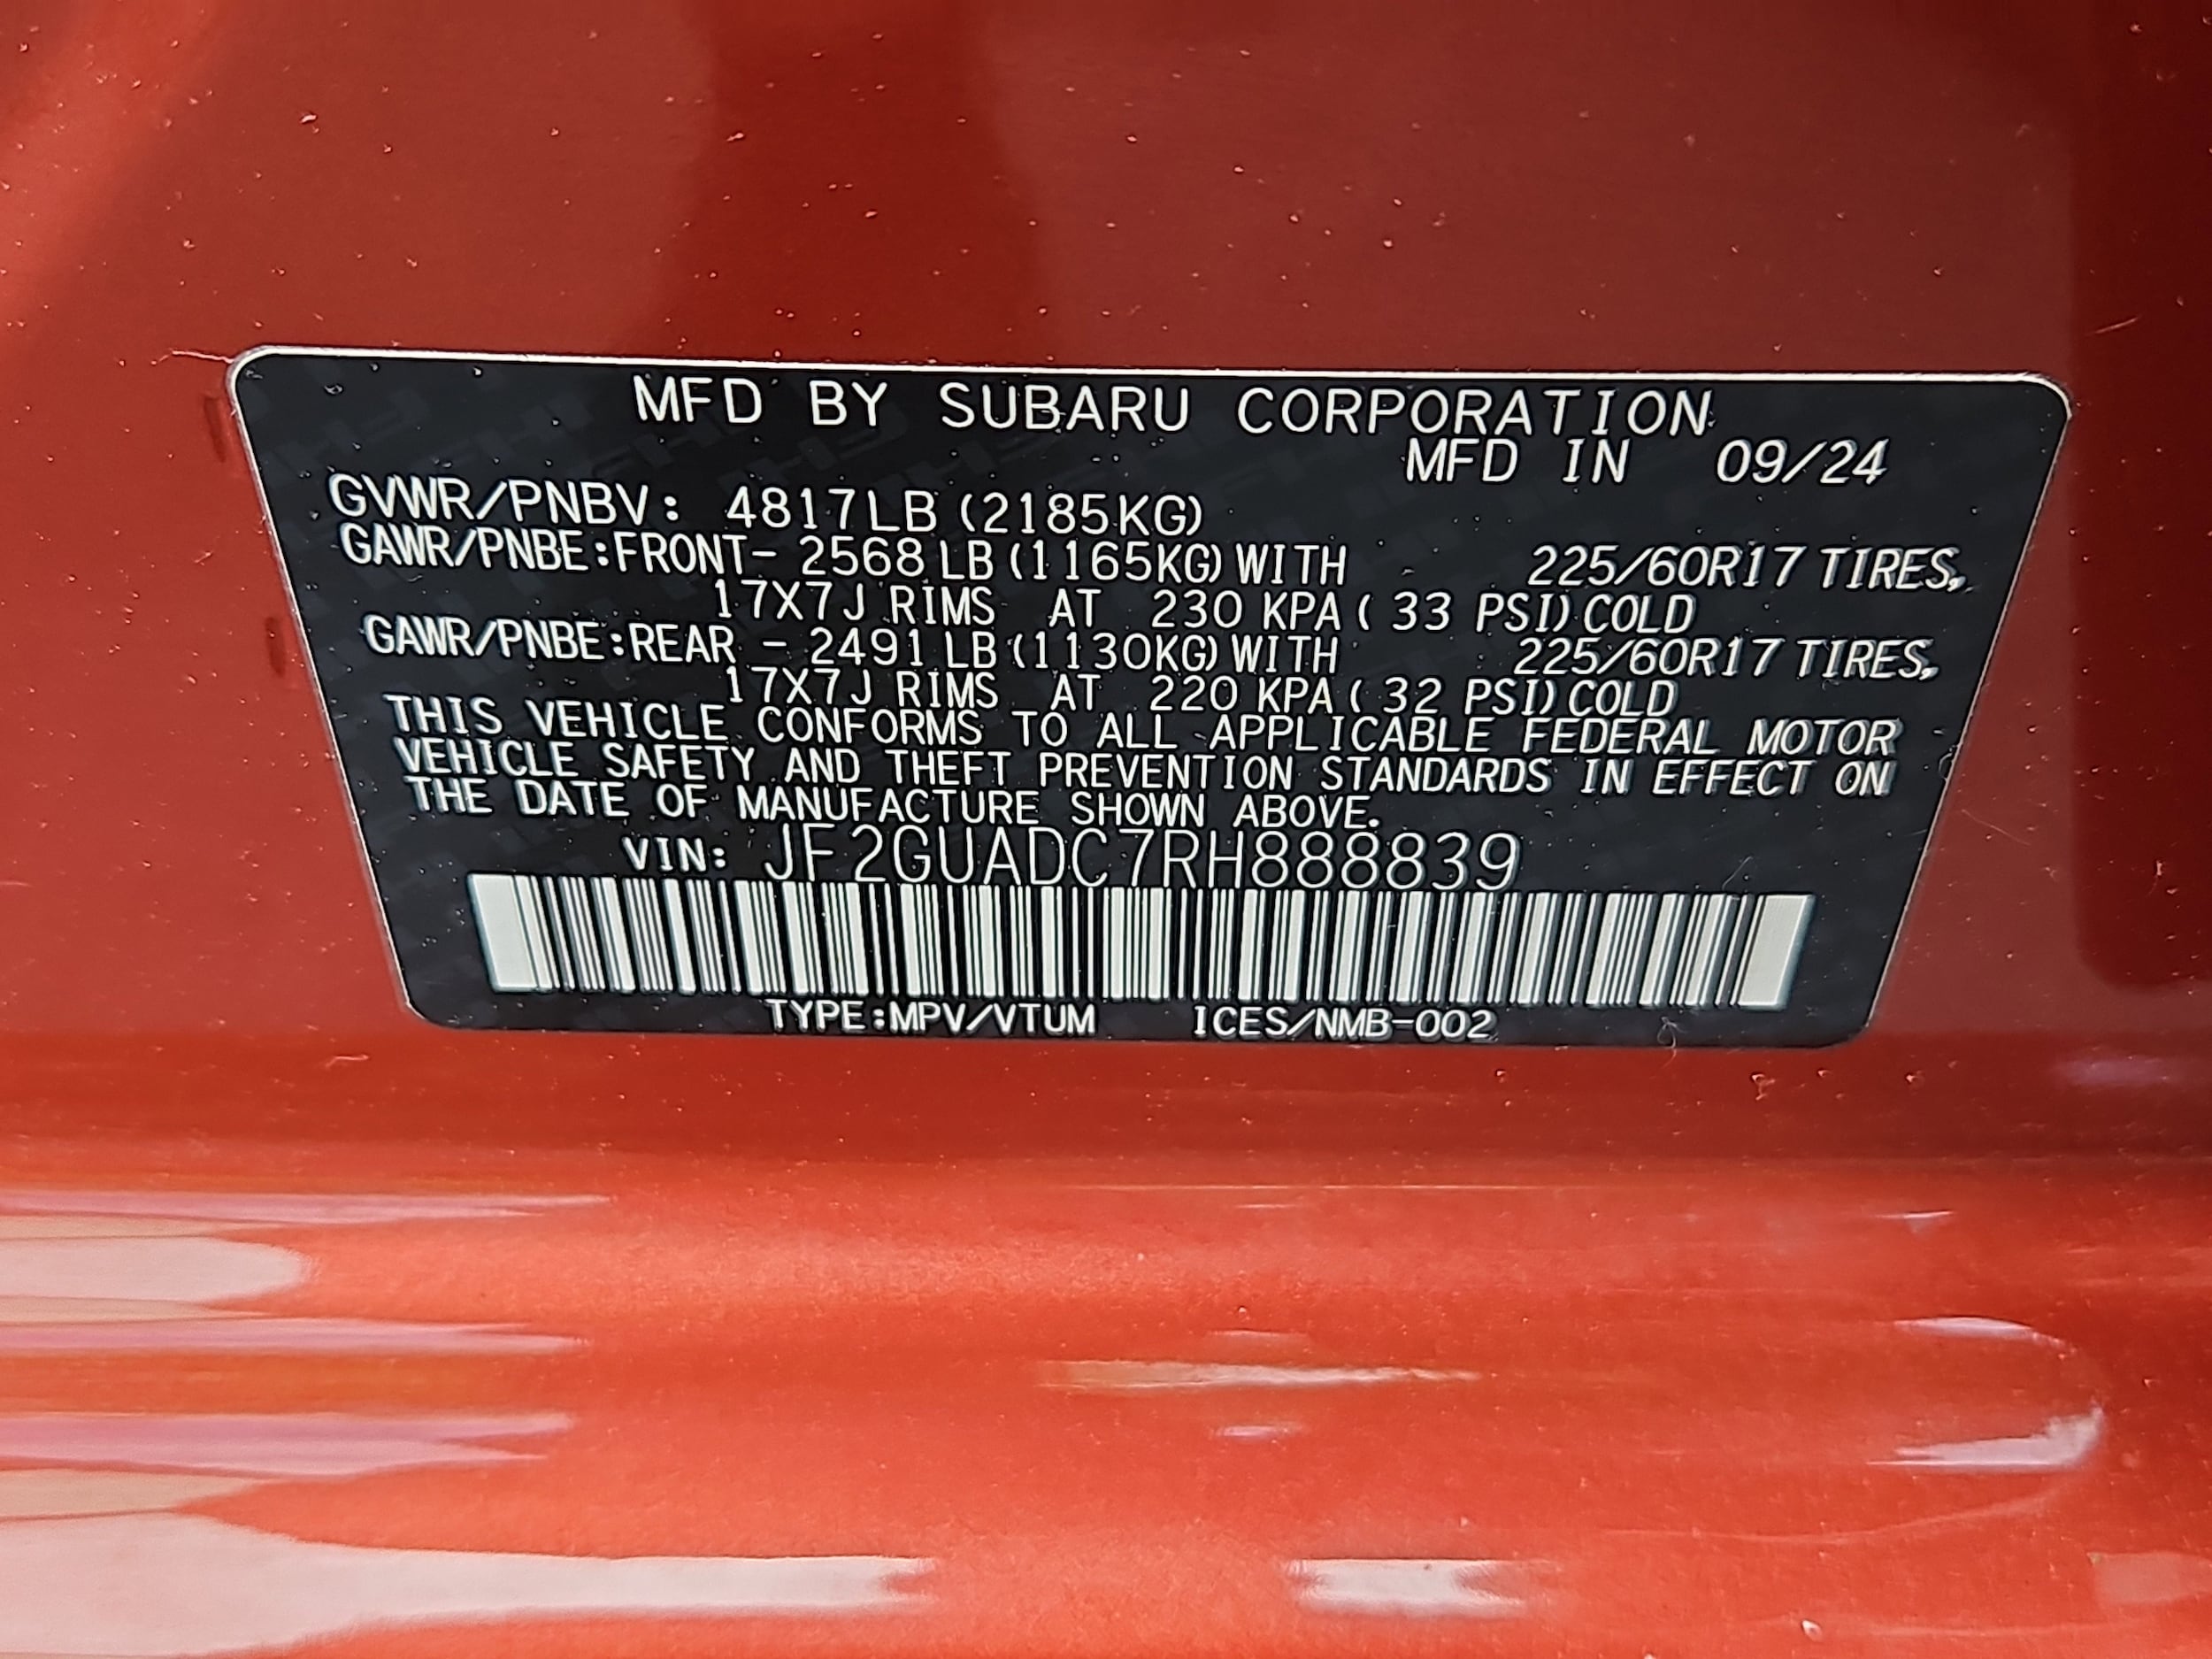 MFD BY SUBARU CORPORATION
MFD IN 09/24
GVWR/PNBV: 4817LB (2185KG)
GAWR/PNBE:FRONT- 2568 LB (1165KG) WITH 225/60R17 TIRES,
17X7J RIMS AT 230 KPA ( 33 PSI) COLD
GAWR/PNBE:REAR - 2491 LB (1130KG) WITH 225/60R17 TIRES,
17X7J RIMS AT 220 KPA ( 32 PSI) COLD
THIS VEHICLE CONFORMS TO ALL APPLICABLE FEDERAL MOTOR
VEHICLE SAFETY AND THEFT PREVENTION STANDARDS IN EFFECT ON
THE DATE OF MANUFACTURE SHOWN ABOVE.
VIN: JF2GUADC7RH888839
TYPE:MPV/VTUM ICES/NMB-002